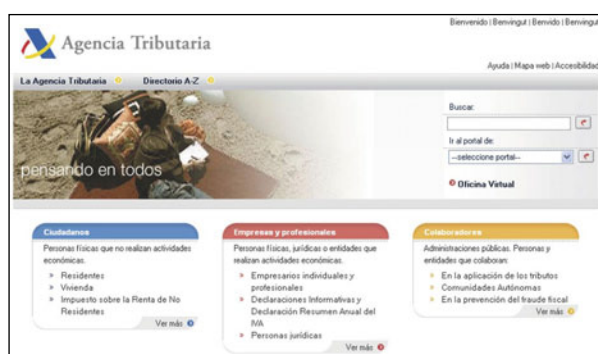 Bienvenido | Benvingut | Benvido | Benvingut
Agencia Tributaria
Ayuda | Mapa web | Accesibilidad
La Agencia Tributaria
Directorio A-Z
pensando en todos
Buscar:
Ir al portal de:
--seleccione portal--
Oficina Virtual
Ciudadanos
Personas físicas que no realizan actividades
económicas.
» Residentes
» Vivienda
» Impuesto sobre la Renta de No
Residentes
Ver más
Empresas y profesionales
Personas físicas, jurídicas o entidades que
realizan actividades económicas.
» Empresarios individuales y
profesionales
» Declaraciones Informativas y
Declaración Resumen Anual del
IVA
» Personas jurídicas
Ver más
Colaboradores
Administraciones públicas. Personas y
entidades que colaboran:
» En la aplicación de los tributos
» Comunidades Autónomas
» En la prevención del fraude fiscal
Ver más